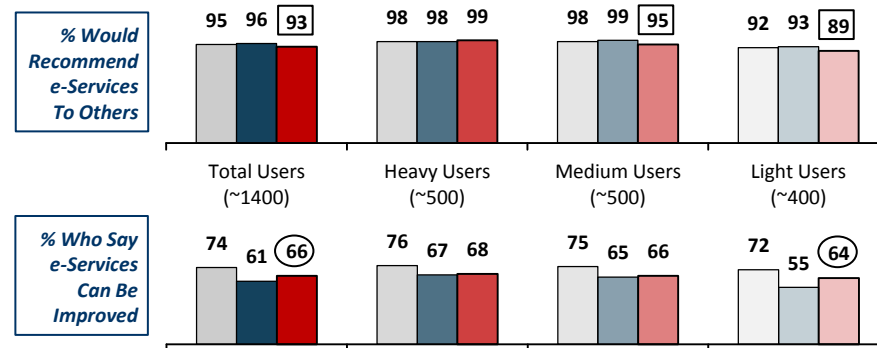 % Would
Recommend
e-Services
To Others
95 96 93
98 98 99
98 99 95
92 93 89
Total Users
(~1400)
Heavy Users
(~500)
Medium Users
(~500)
Light Users
(~400)
% Who Say
e-Services
Can Be
Improved
74 61 66
76 67 68
75 65 66
72 55 64